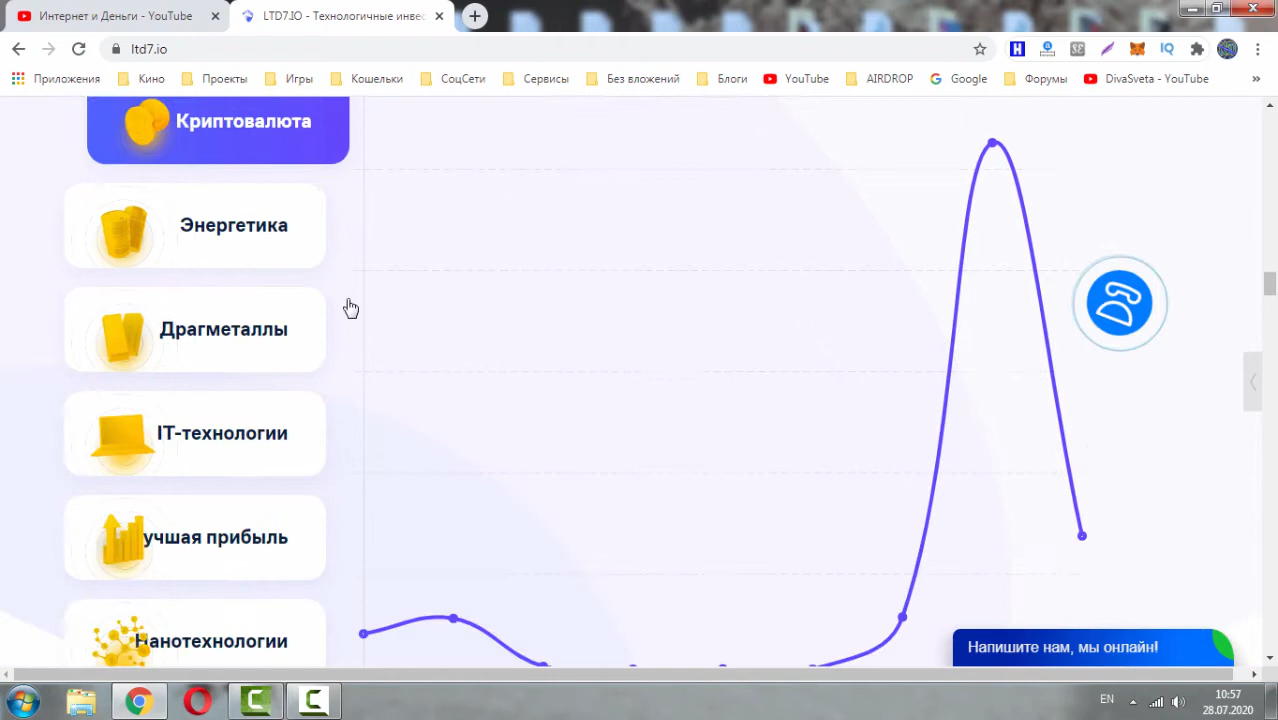 Интернет и Деньги - YouTube
LTD7.IO - Технологичные инвес
ltd7.io
Приложения
Кино
Проекты
Игры
Кошельки
СоцСети
Сервисы
Без вложений
Блоги
YouTube
AIRDROP
Google
Форумы
DivaSveta - YouTube
Криптовалюта
Энергетика
Драгметаллы
IT-технологии
учшая прибыль
Нанотехнологии
Напишите нам, мы онлайн!
EN
10:57
28.07.2020